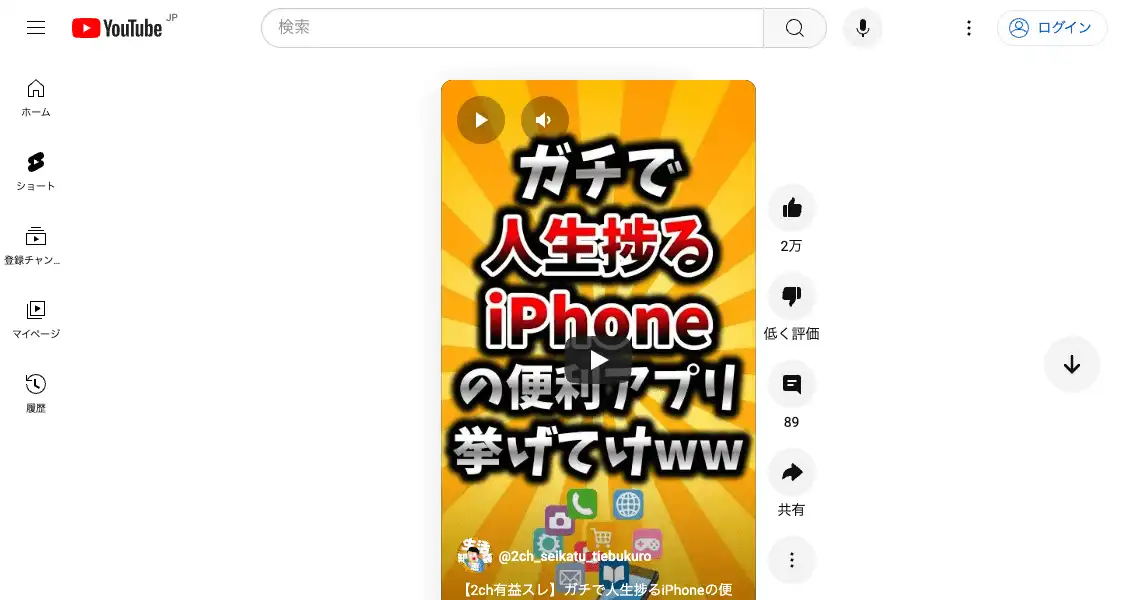 YouTube JP
検索
ログイン
ホーム
ショート
登録チャン...
マイページ
履歴
ガチで
人生捗る
iPhone
の便利アプリ
挙げてけww
@2ch_seikatu_tiebukuro
【2ch有益スレ】ガチで人生捗るiPhoneの便
2万
低く評価
89
共有